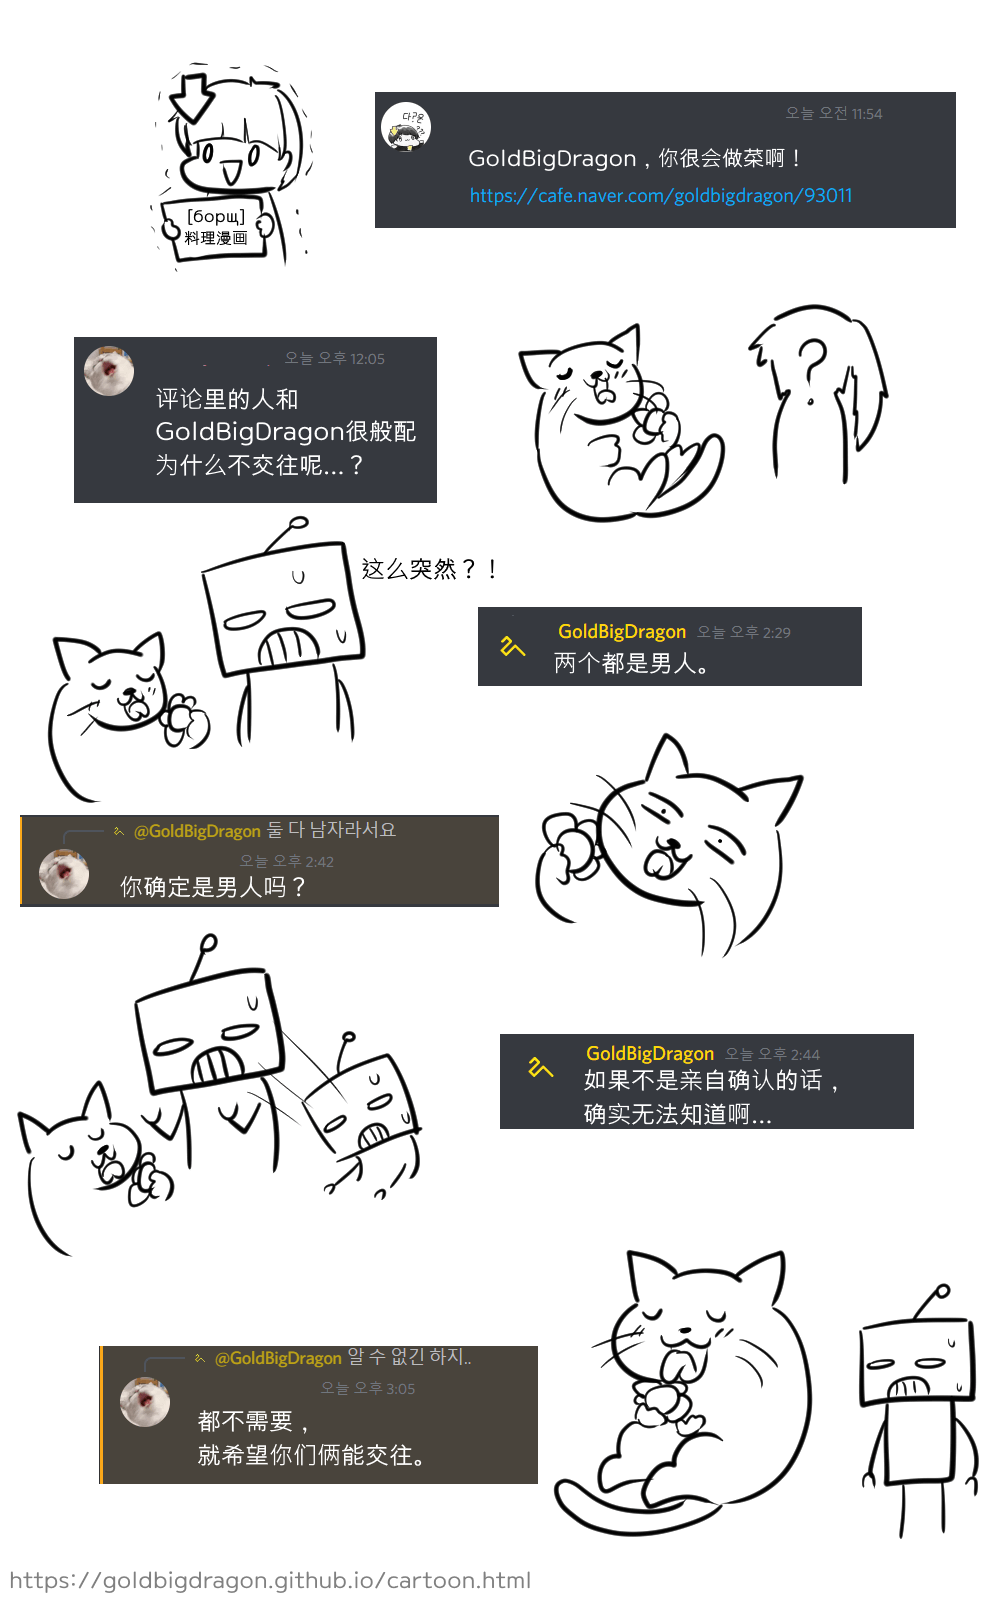 다?은
??
오늘 오전 11:54
GoldBigDragon，你很会做菜啊！
https://cafe.naver.com/goldbigdragon/93011
[борщ]
料理漫画
오늘 오후 12:05
评论里的人和
GoldBigDragon很般配
为什么不交往呢...？
?
这么突然？！
GoldBigDragon 오늘 오후 2:29
两个都是男人。
@GoldBigDragon 둘 다 남자라서요
오늘 오후 2:42
你确定是男人吗？
GoldBigDragon 오늘 오후 2:44
如果不是亲自确认的话，
确实无法知道啊...
@GoldBigDragon 알 수 없긴 하지..
오늘 오후 3:05
都不需要，
就希望你们俩能交往。
https://goldbigdragon.github.io/cartoon.html